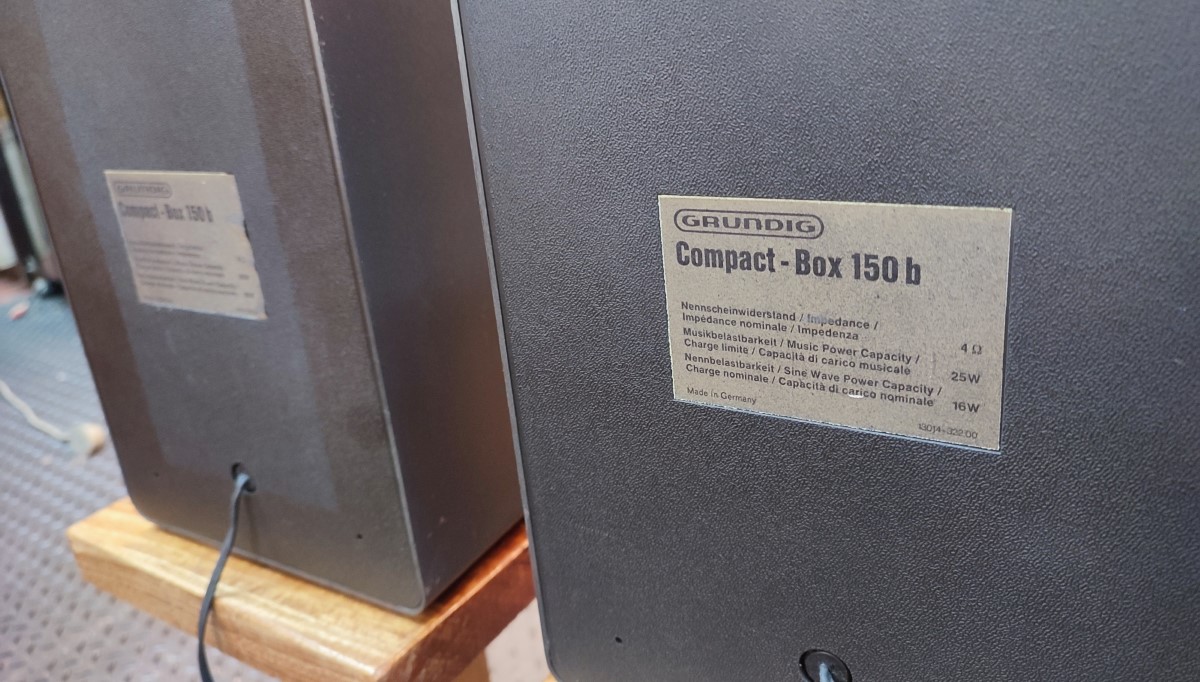 GRUNDIG
Compact - Box 150 b
GRUNDIG
Compact - Box 150 b
Nennscheinwiderstand / Impedance /
Impédance nominale / Impedenza 4 Ω
Musikbelastbarkeit / Music Power Capacity /
Charge limite / Capacità di carico musicale 25W
Nennbelastbarkeit / Sine Wave Power Capacity /
Charge nominale / Capacità di carico nominale 16W
Made in Germany